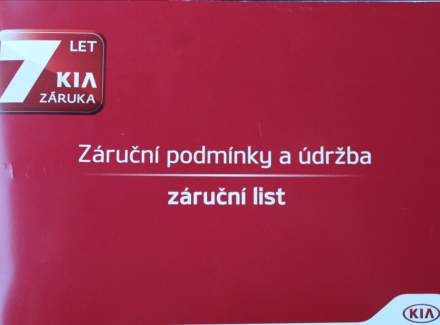 7 LET
KIA
ZÁRUKA
Záruční podmínky a údržba
záruční list
KIA